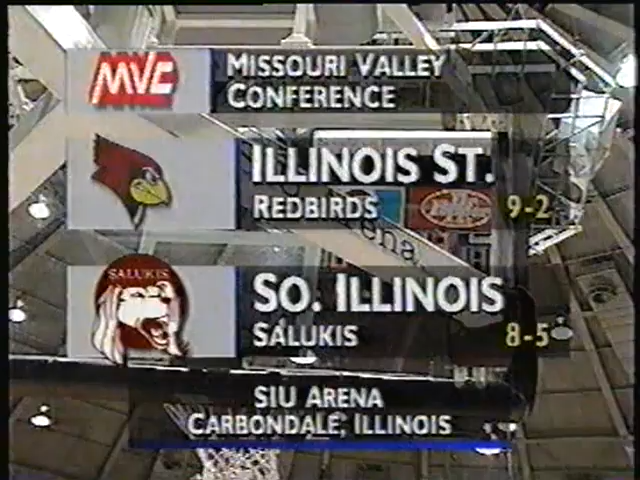 MVC
MISSOURI VALLEY
CONFERENCE
ILLINOIS ST.
REDBIRDS 9-2
ena
SALUKIS
SO. ILLINOIS
SALUKIS 8-5
SIU ARENA
CARBONDALE, ILLINOIS